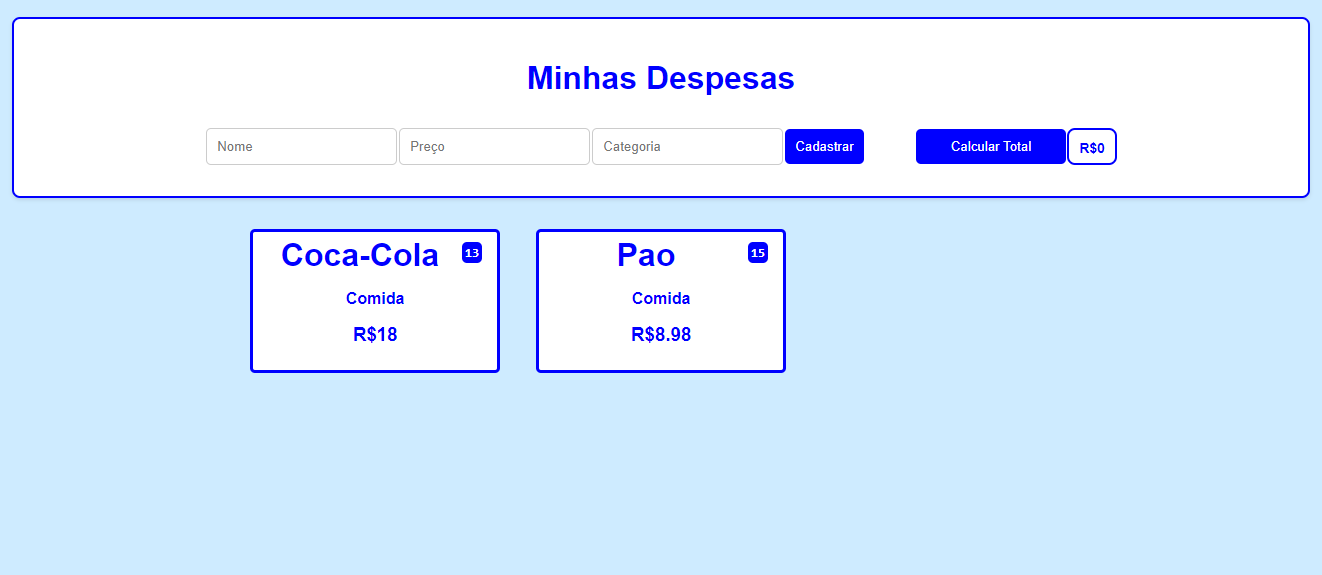 Minhas Despesas
Nome Preço Categoria Cadastrar Calcular Total R$0
Coca-Cola 13
Comida
R$18
Pao 15
Comida
R$8.98